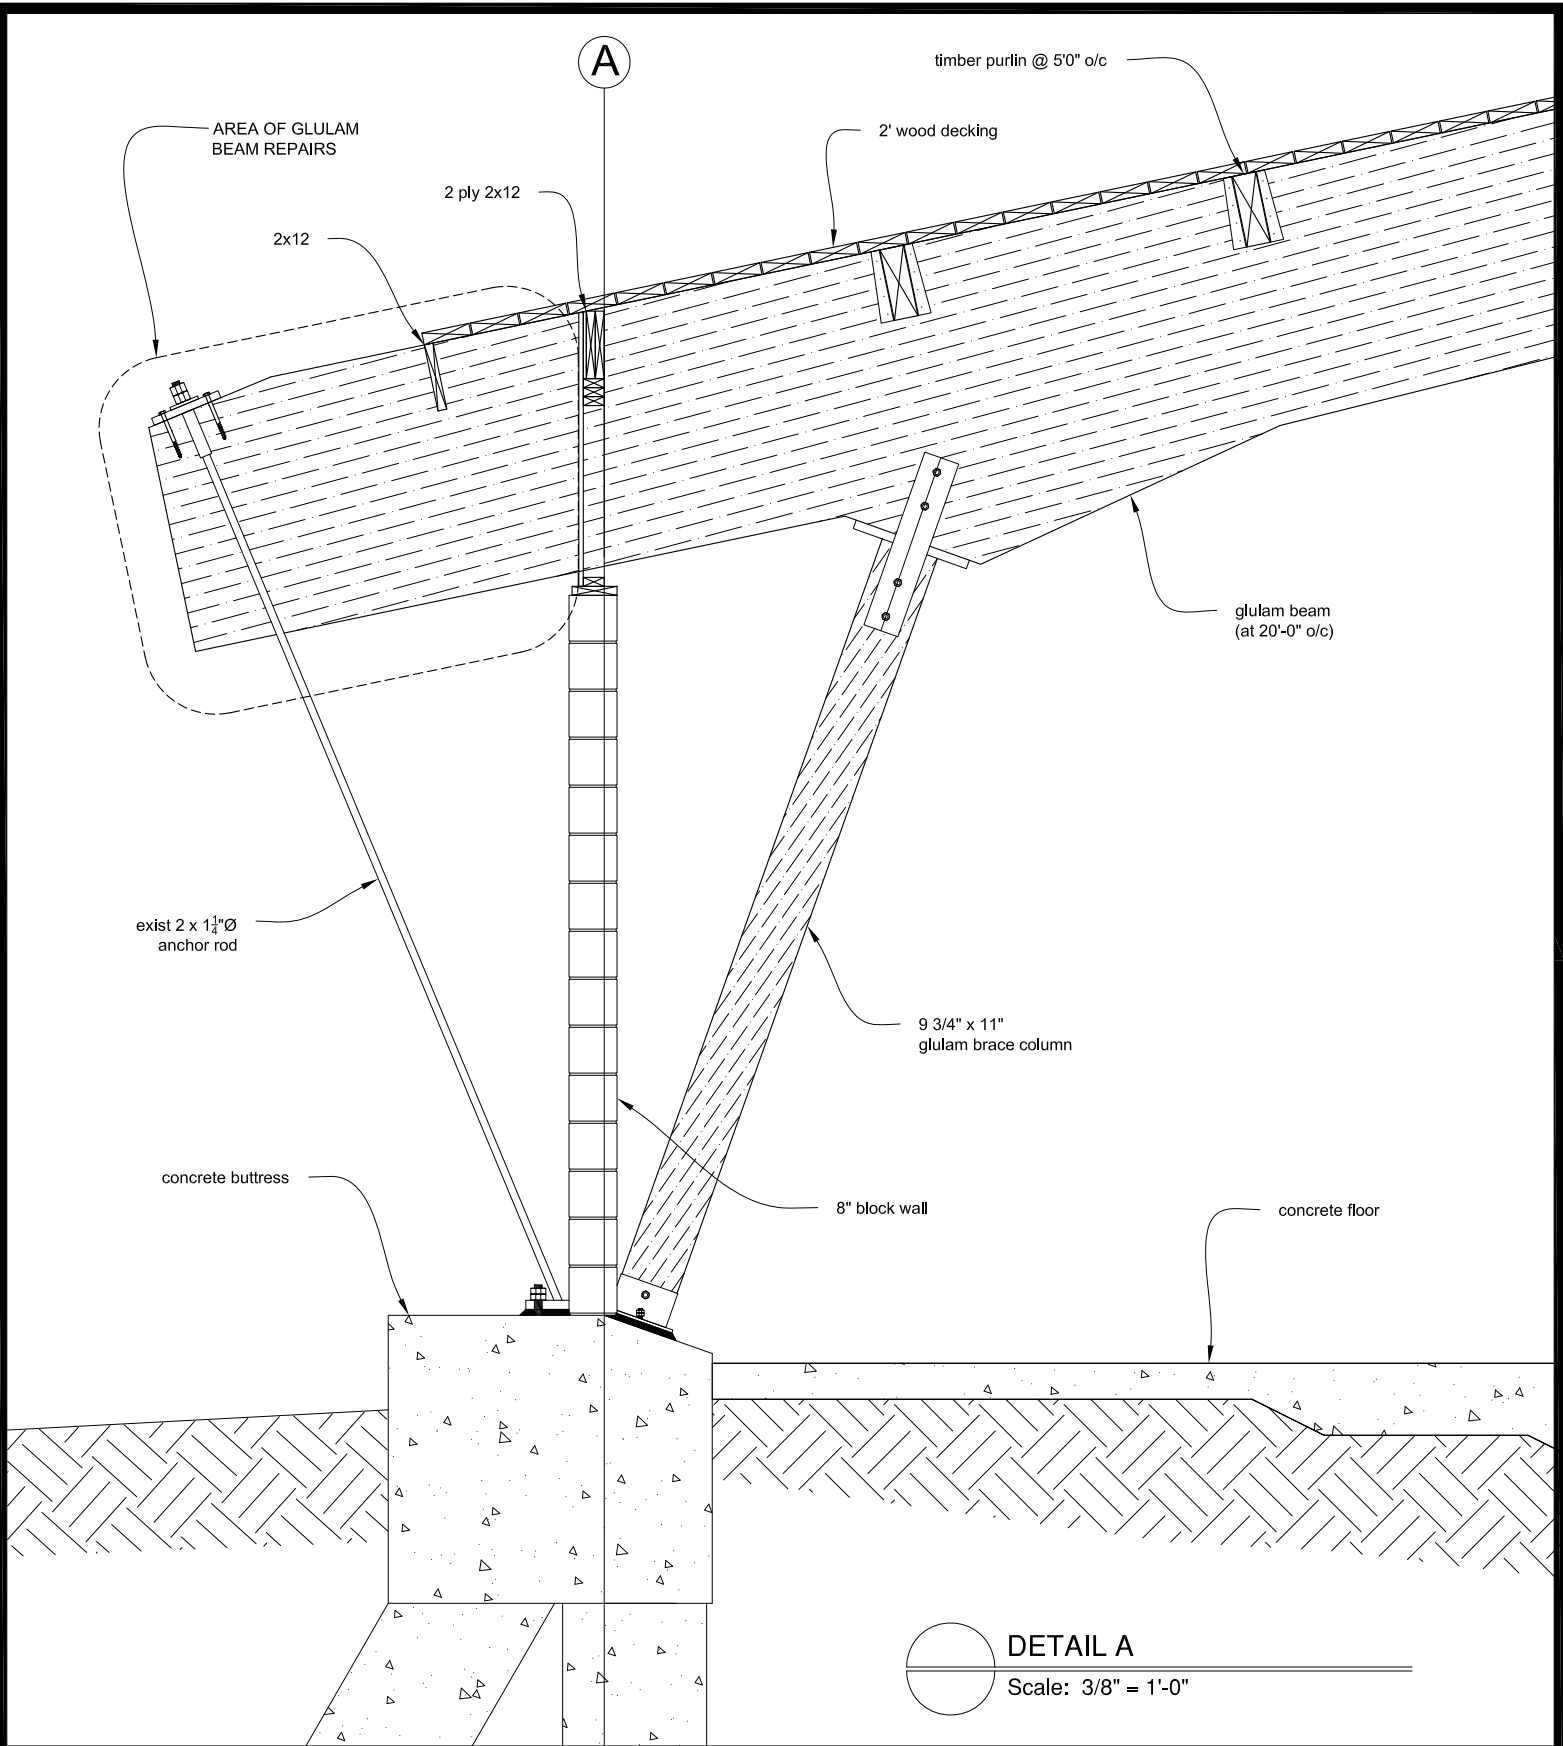 A
timber purlin @ 5'0" o/c
AREA OF GLULAM
BEAM REPAIRS
2' wood decking
2 ply 2x12
2x12
glulam beam
(at 20'-0" o/c)
exist 2 x 1¼"Ø
anchor rod
9 3/4" x 11"
glulam brace column
concrete buttress
8" block wall
concrete floor
DETAIL A
Scale: 3/8" = 1'-0"